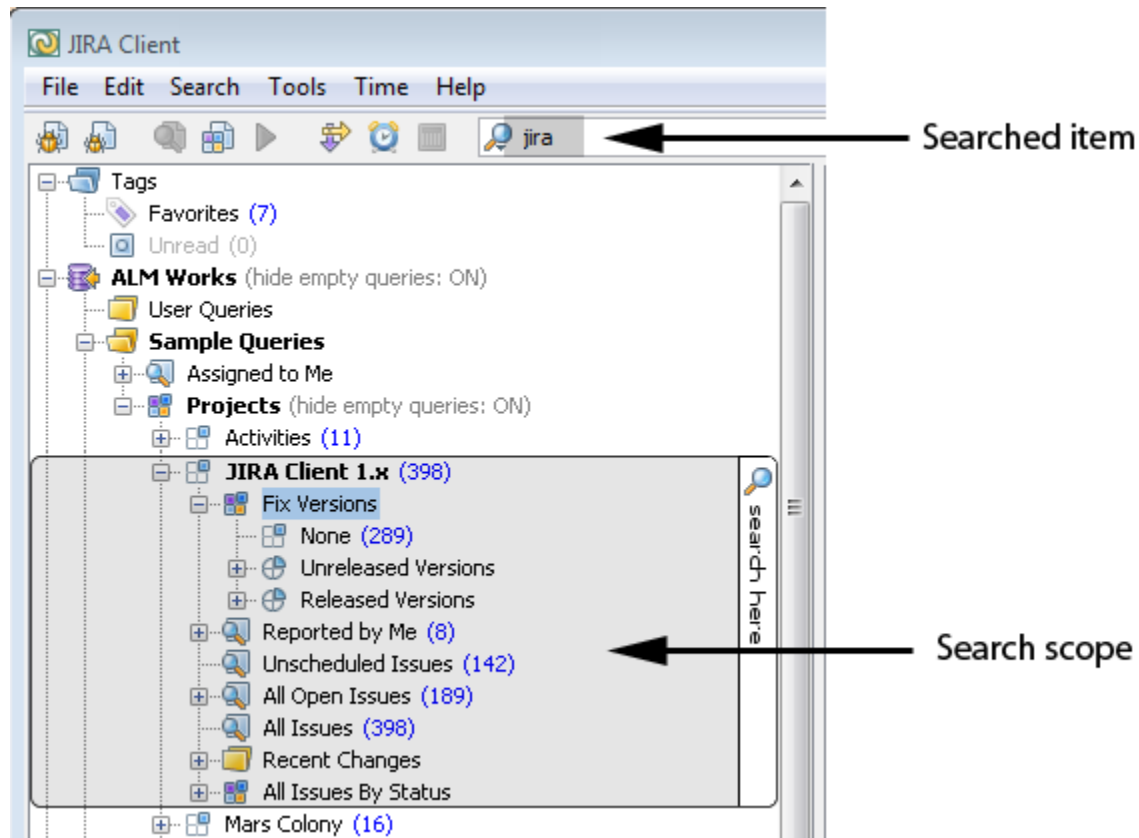 JIRA Client
File Edit Search Tools Time Help
jira
Searched item
Tags
Favorites (7)
Unread (0)
ALM Works (hide empty queries: ON)
User Queries
Sample Queries
Assigned to Me
Projects (hide empty queries: ON)
Activities (11)
JIRA Client 1.x (398)
Fix Versions
None (289)
Unreleased Versions
Released Versions
Reported by Me (8)
Unscheduled Issues (142)
All Open Issues (189)
All Issues (398)
Recent Changes
All Issues By Status
search here
Search scope
Mars Colony (16)